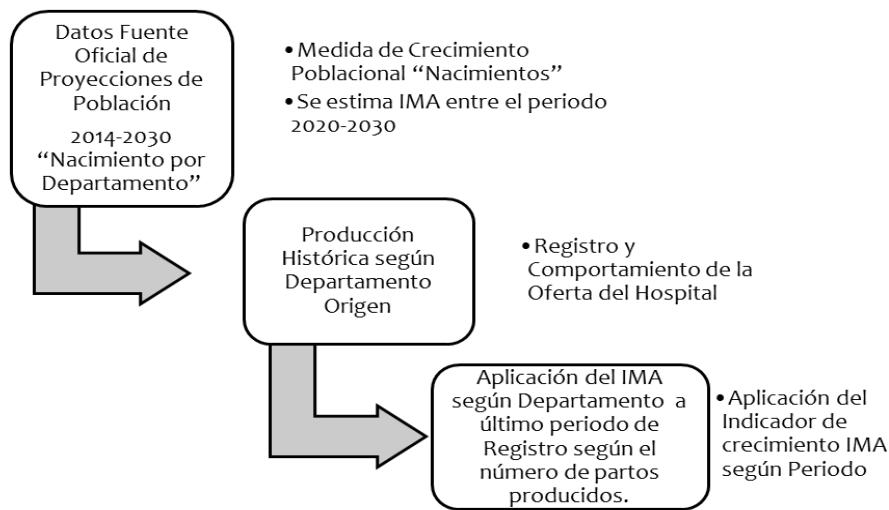 Datos Fuente
Oficial de
Proyecciones de
Población
2014-2030
“Nacimiento por
Departamento”
•Medida de Crecimiento
Poblacional “Nacimientos”
•Se estima IMA entre el periodo
2020-2030
Producción
Histórica según
Departamento
Origen
•Registro y
Comportamiento de la
Oferta del Hospital
Aplicación del IMA
según Departamento a
último periodo de
Registro según el
número de partos
producidos.
•Aplicación del
Indicador de
crecimiento IMA
según Periodo